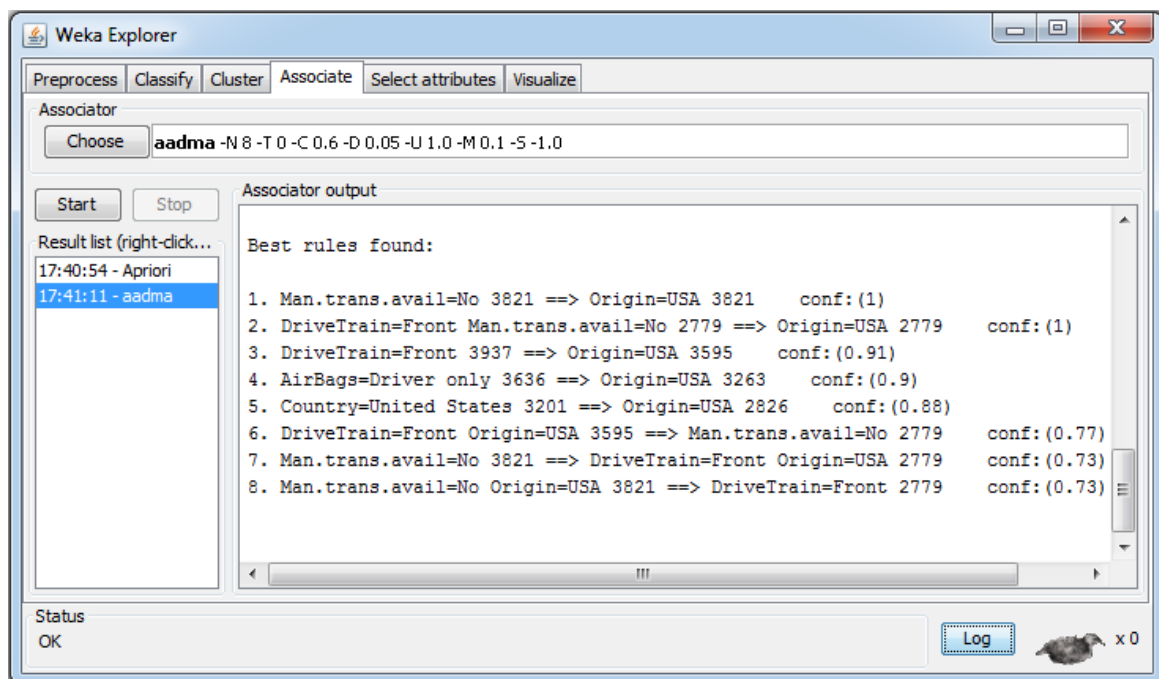 Weka Explorer
Preprocess Classify Cluster Associate Select attributes Visualize
Associator
Choose aadma -N 8 -T 0 -C 0.6 -D 0.05 -U 1.0 -M 0.1 -S -1.0
Start Stop
Result list (right-click...
17:40:54 - Apriori
17:41:11 - aadma
Associator output
Best rules found:
1. Man.trans.avail=No 3821 ==> Origin=USA 3821 conf:(1)
2. DriveTrain=Front Man.trans.avail=No 2779 ==> Origin=USA 2779 conf:(1)
3. DriveTrain=Front 3937 ==> Origin=USA 3595 conf:(0.91)
4. AirBags=Driver only 3636 ==> Origin=USA 3263 conf:(0.9)
5. Country=United States 3201 ==> Origin=USA 2826 conf:(0.88)
6. DriveTrain=Front Origin=USA 3595 ==> Man.trans.avail=No 2779 conf:(0.77)
7. Man.trans.avail=No 3821 ==> DriveTrain=Front Origin=USA 2779 conf:(0.73)
8. Man.trans.avail=No Origin=USA 3821 ==> DriveTrain=Front 2779 conf:(0.73)
Status
OK
Log x 0